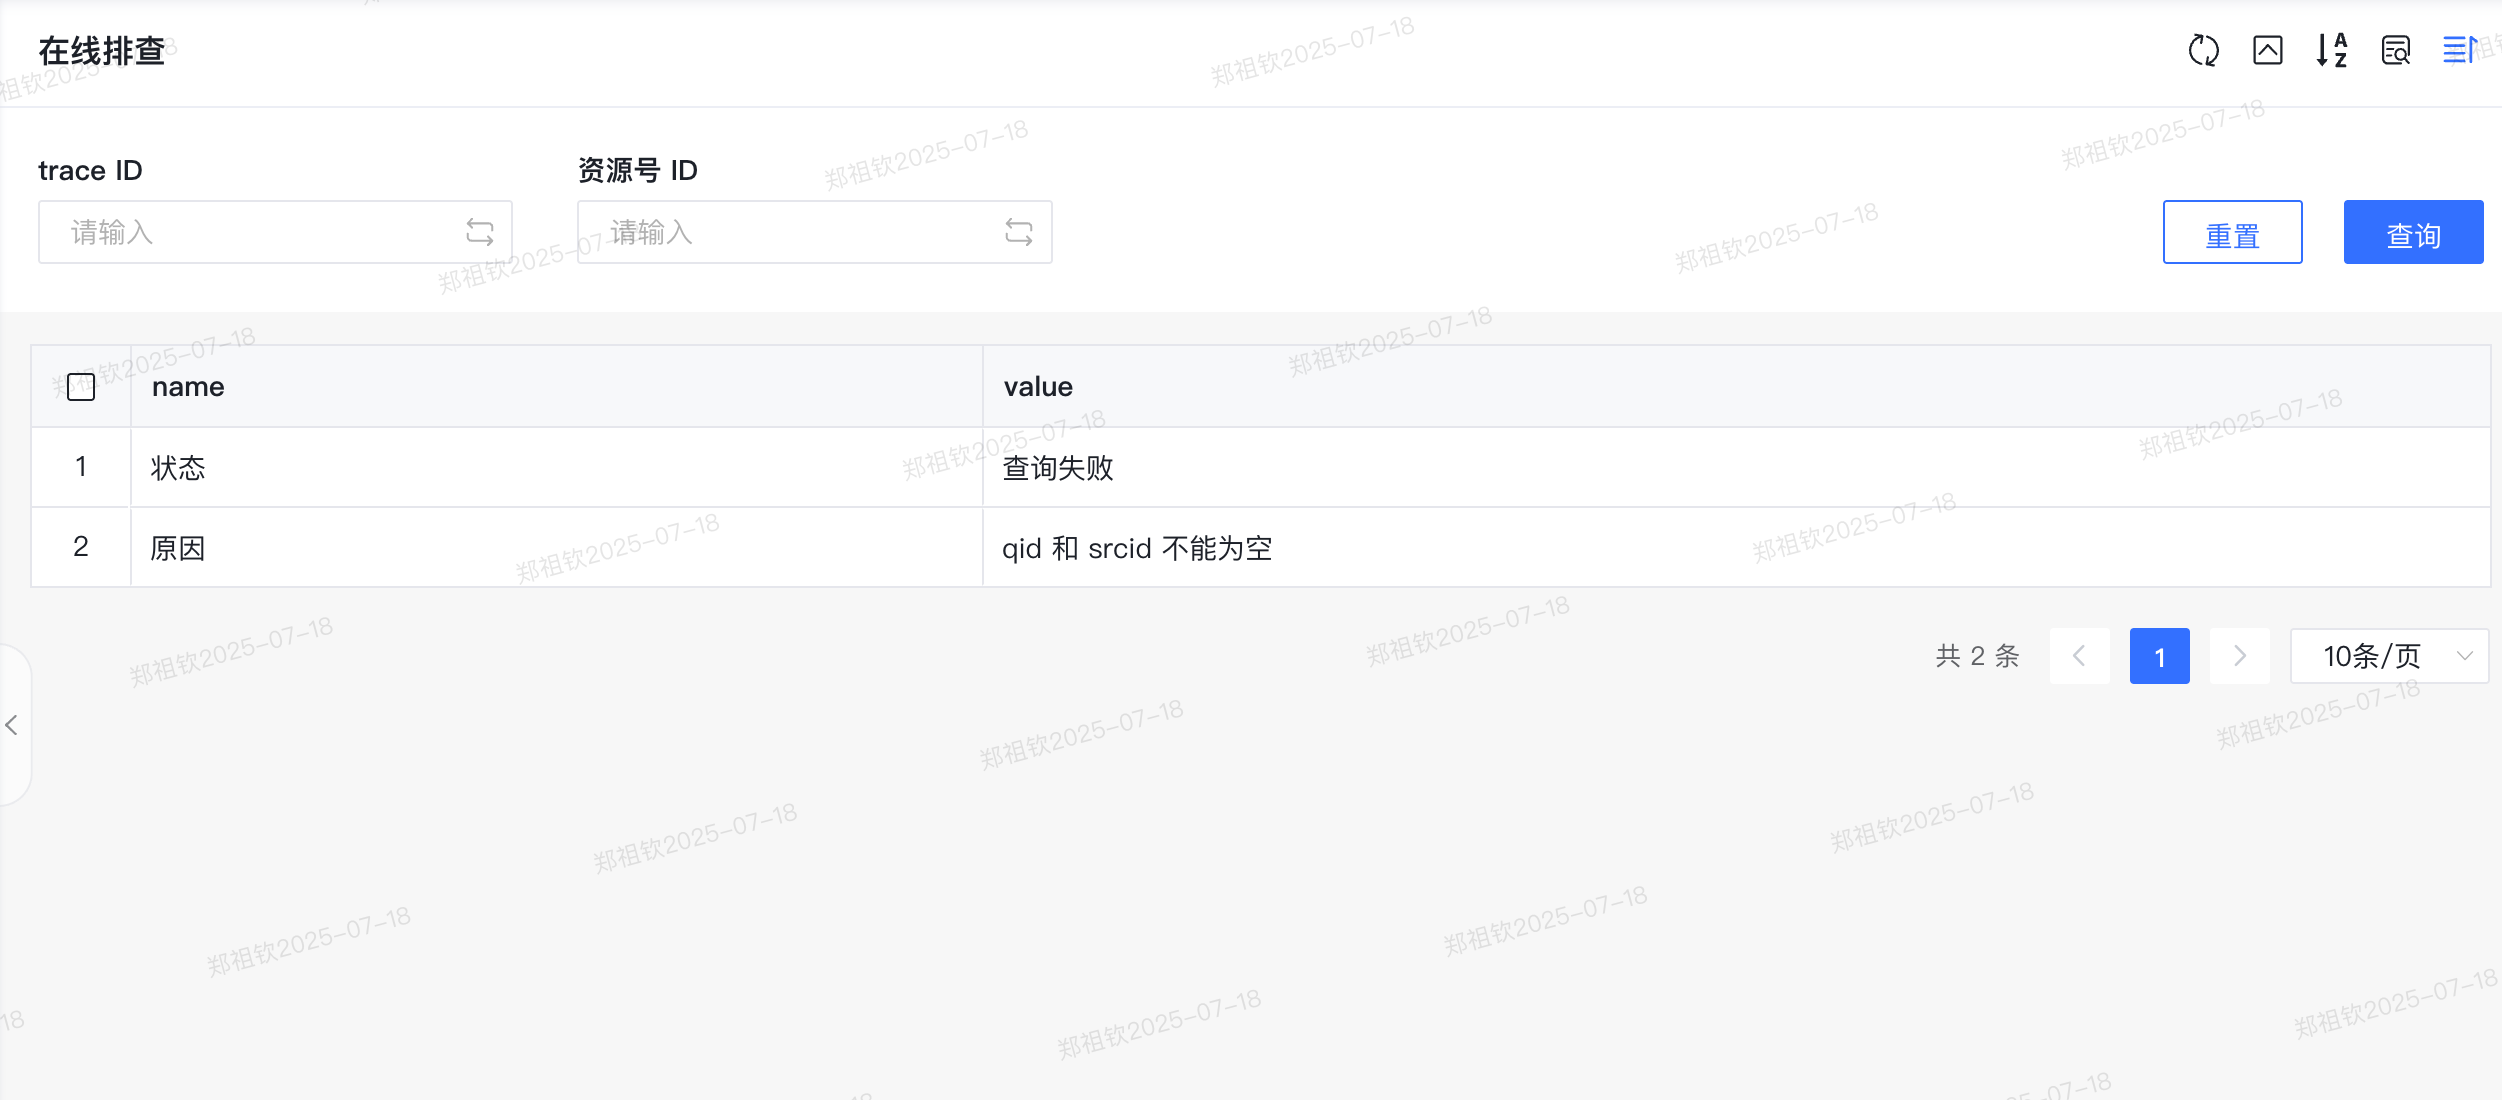 在线排查
trace ID
资源号 ID
请输入
请输入
重置
查询
name
value
1
状态
查询失败
2
原因
qid 和 srcid 不能为空
共 2 条
1
10条/页
郑祖钦2025-07-18